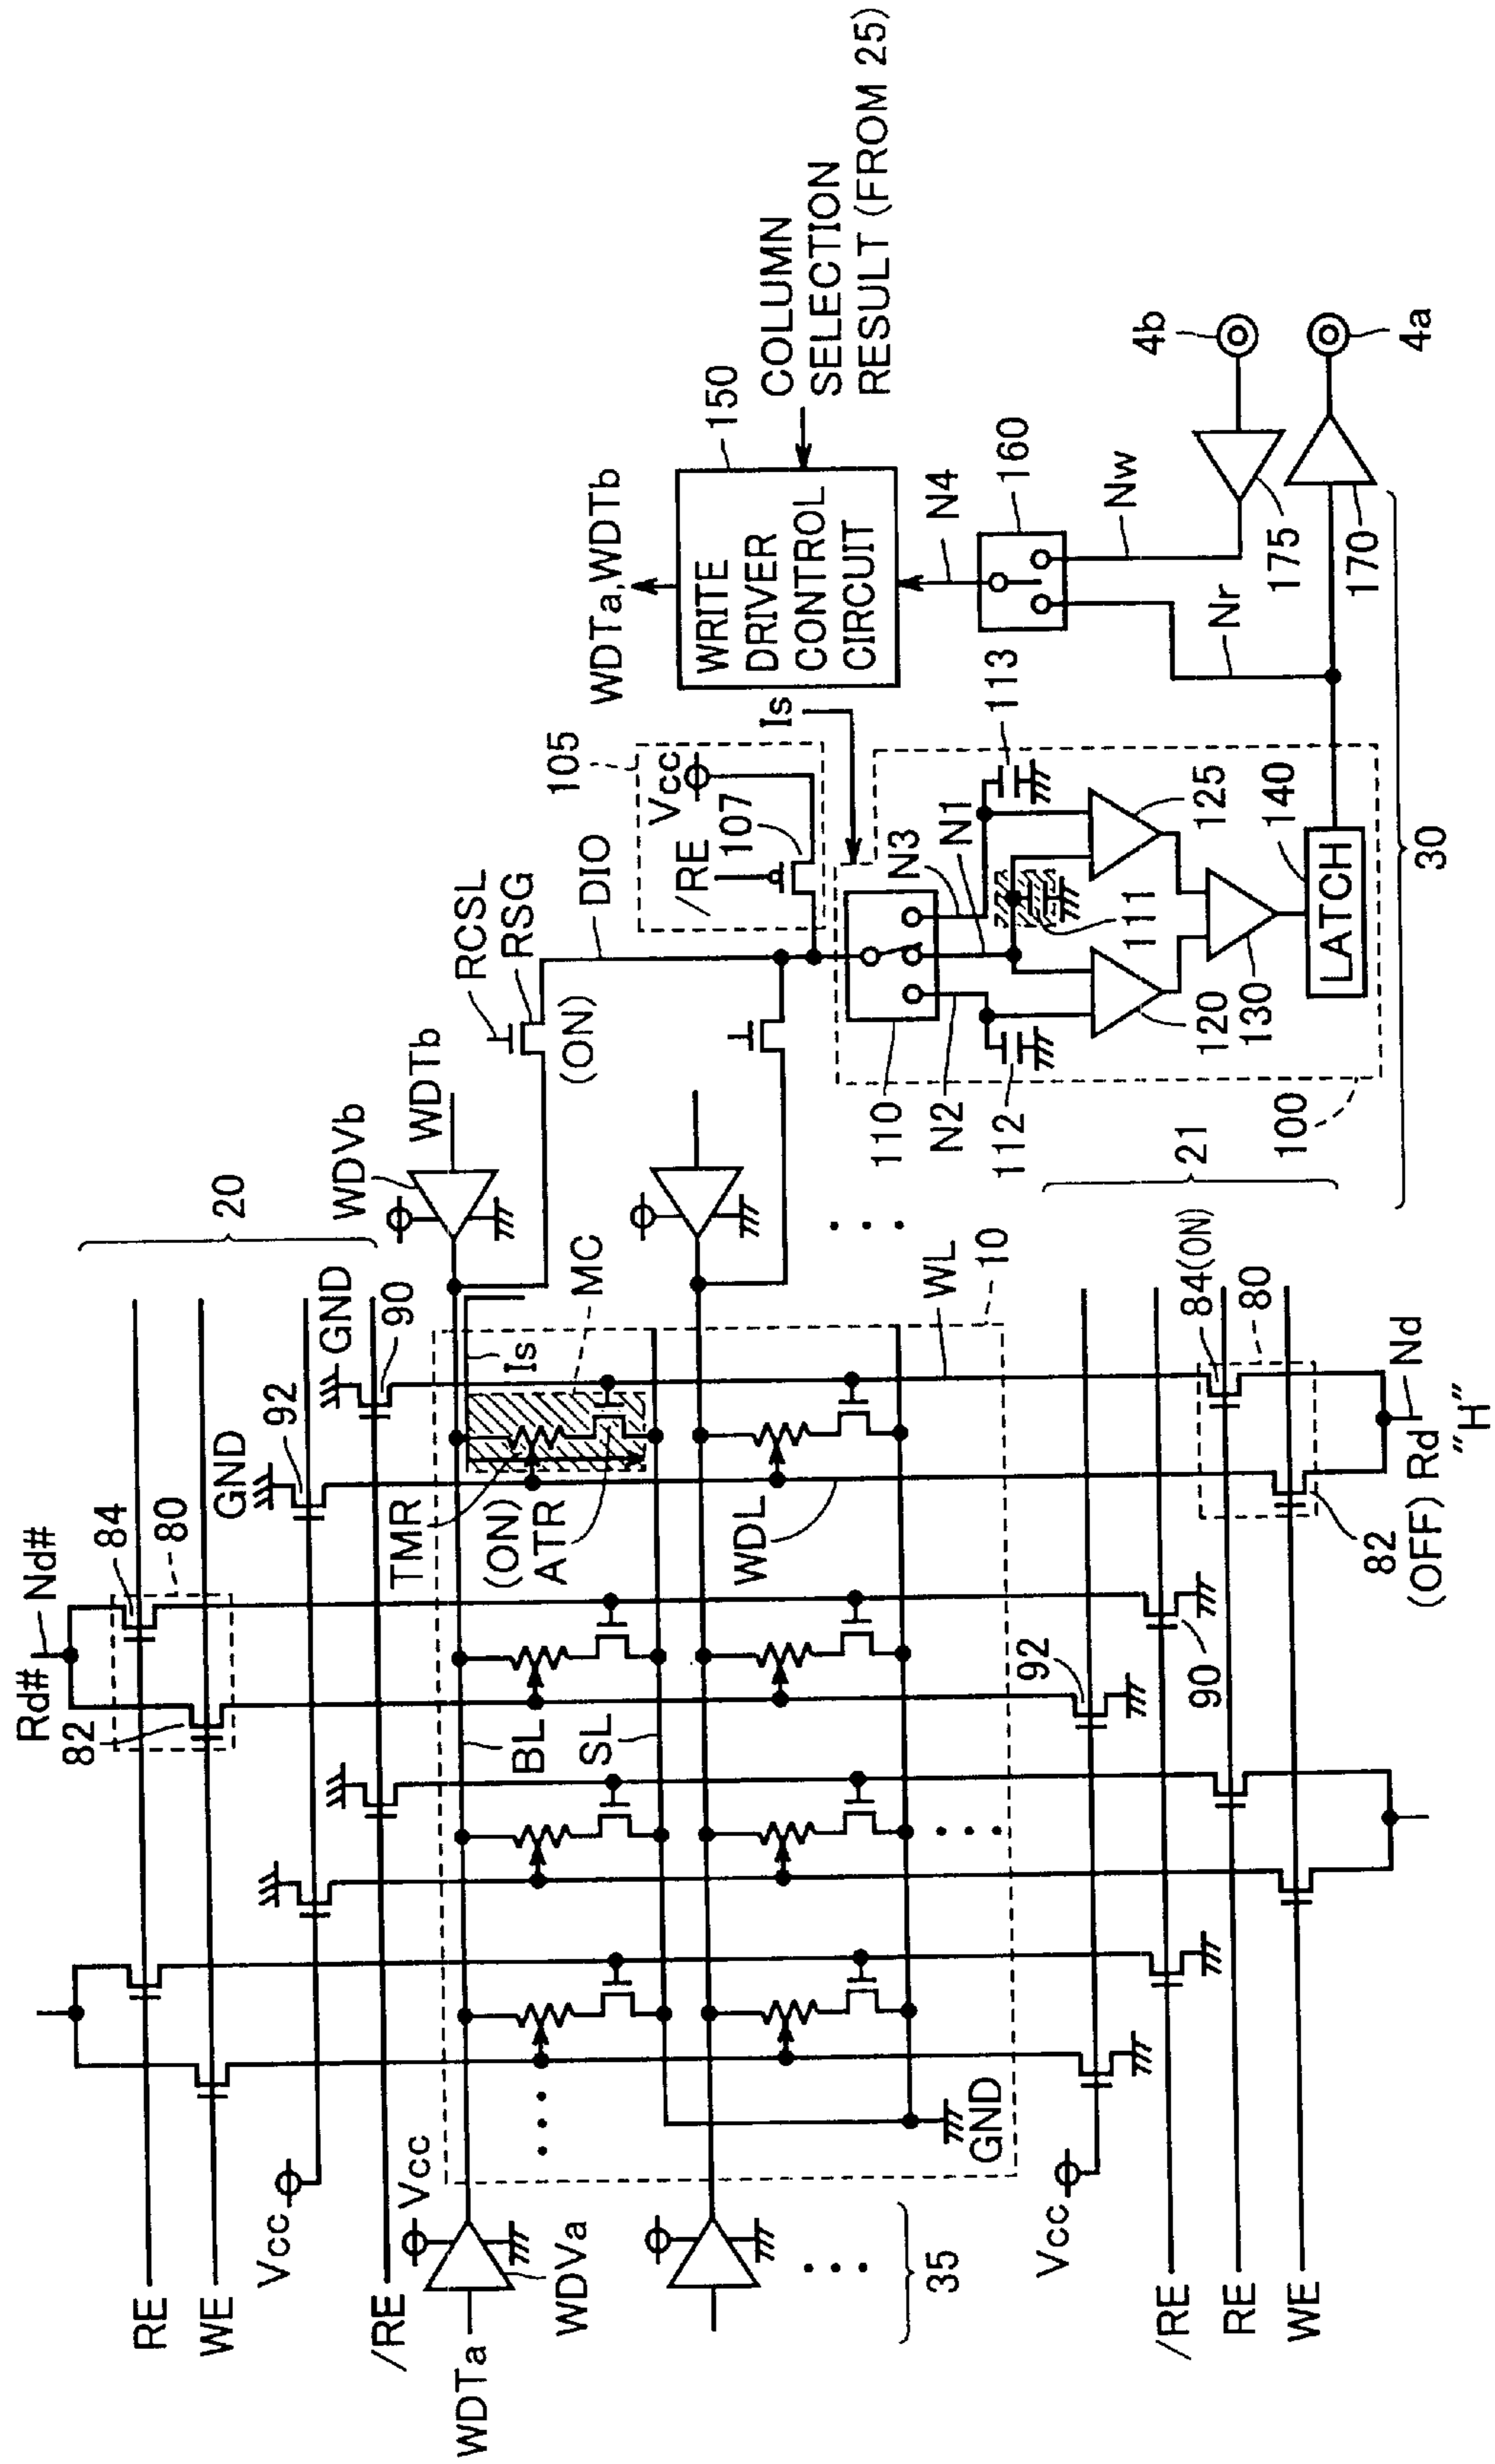 Rd#
Nd#
84
80
82
RE
WE
20
GND
92
GND
90
Vcc
/RE
WDVb
WDTb
RCSL
RSG
(ON)
DIO
105
Vcc
/RE
107
WDTa
Vcc
WDVa
TMR
(ON)
ATR
Is
MC
BL
SL
WDL
WL
10
GND
35
WDTa,WDTb
150
WRITE
DRIVER
CONTROL
CIRCUIT
COLUMN
SELECTION
RESULT (FROM 25)
Is
N4
160
Nw
Nr
4b
4a
175
170
110
N2
N3
N1
112
111
113
120
125
130
140
LATCH
100
21
30
Vcc
92
90
/RE
RE
WE
84(ON)
80
82
(OFF)
Rd
Nd
"H"